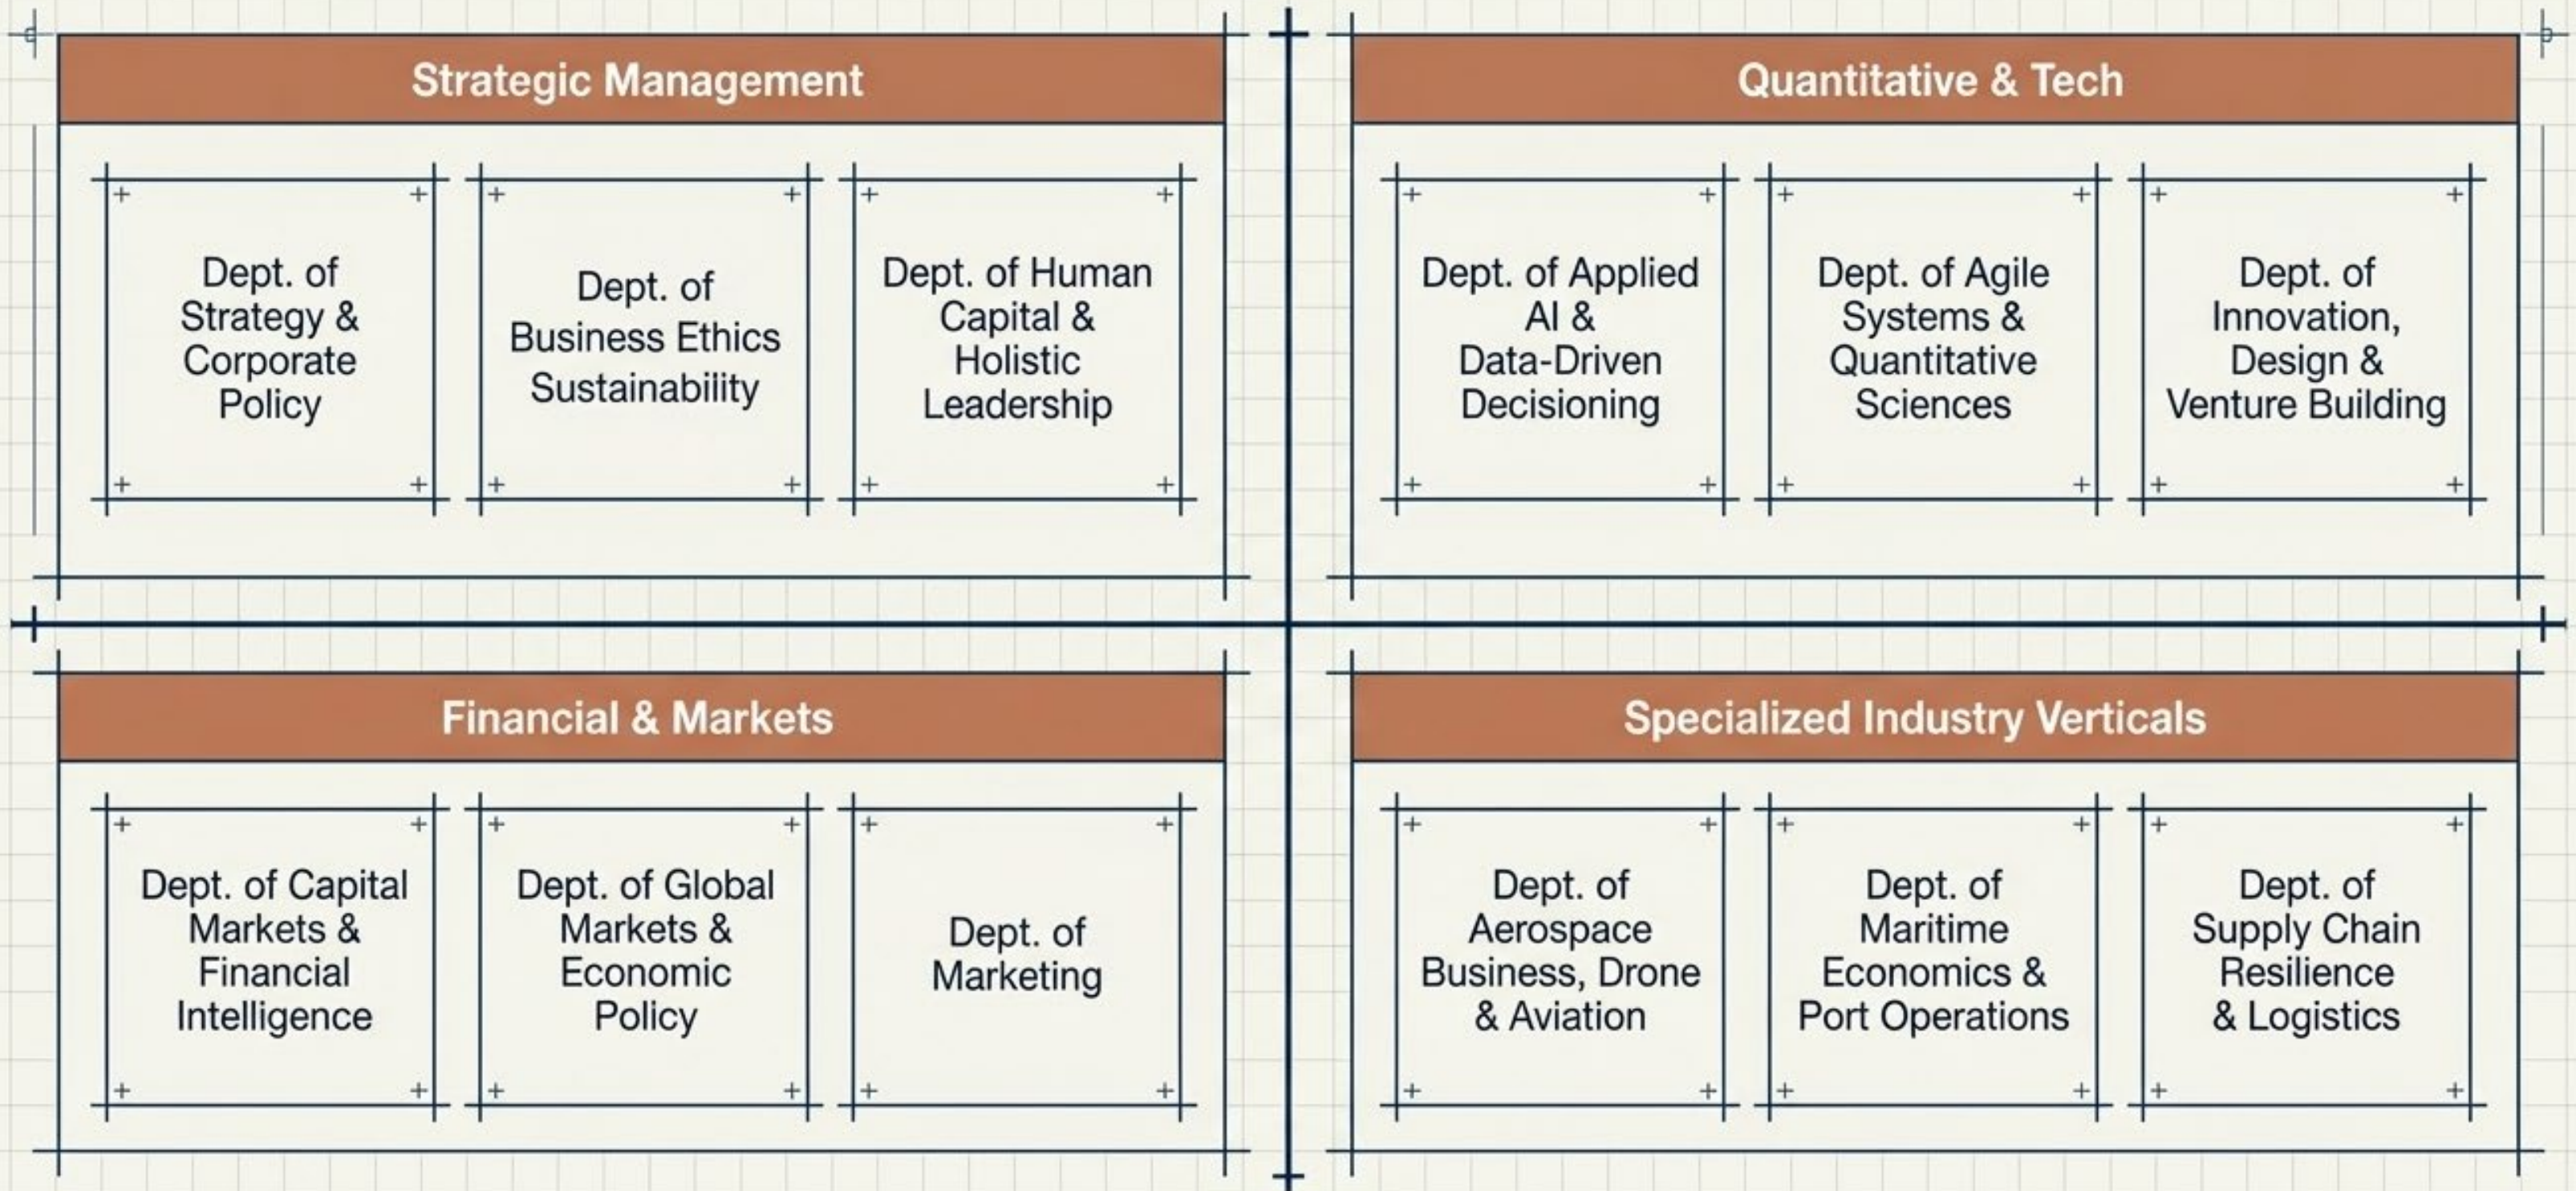 Strategic Management
Dept. of
Strategy &
Corporate
Policy
Dept. of
Business Ethics
Sustainability
Dept. of Human
Capital &
Holistic
Leadership
Quantitative & Tech
Dept. of Applied
AI &
Data-Driven
Decisioning
Dept. of Agile
Systems &
Quantitative
Sciences
Dept. of
Innovation,
Design &
Venture Building
Financial & Markets
Dept. of Capital
Markets &
Financial
Intelligence
Dept. of Global
Markets &
Economic
Policy
Dept. of
Marketing
Specialized Industry Verticals
Dept. of
Aerospace
Business, Drone
& Aviation
Dept. of
Maritime
Economics &
Port Operations
Dept. of
Supply Chain
Resilience
& Logistics